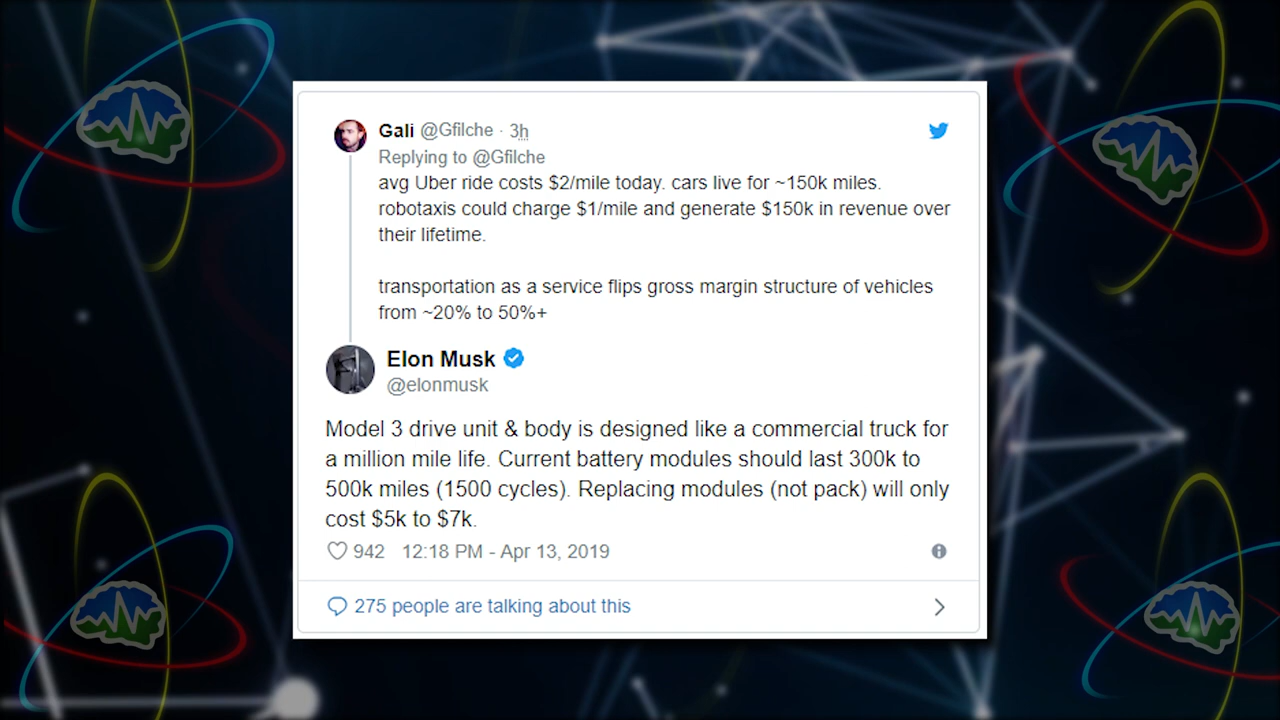 Gali @Gfilche · 3h
Replying to @Gfilche
avg Uber ride costs $2/mile today. cars live for ~150k miles.
robotaxis could charge $1/mile and generate $150k in revenue over
their lifetime.
transportation as a service flips gross margin structure of vehicles
from ~20% to 50%+
Elon Musk
@elonmusk
Model 3 drive unit & body is designed like a commercial truck for
a million mile life. Current battery modules should last 300k to
500k miles (1500 cycles). Replacing modules (not pack) will only
cost $5k to $7k.
942 12:18 PM - Apr 13, 2019
275 people are talking about this